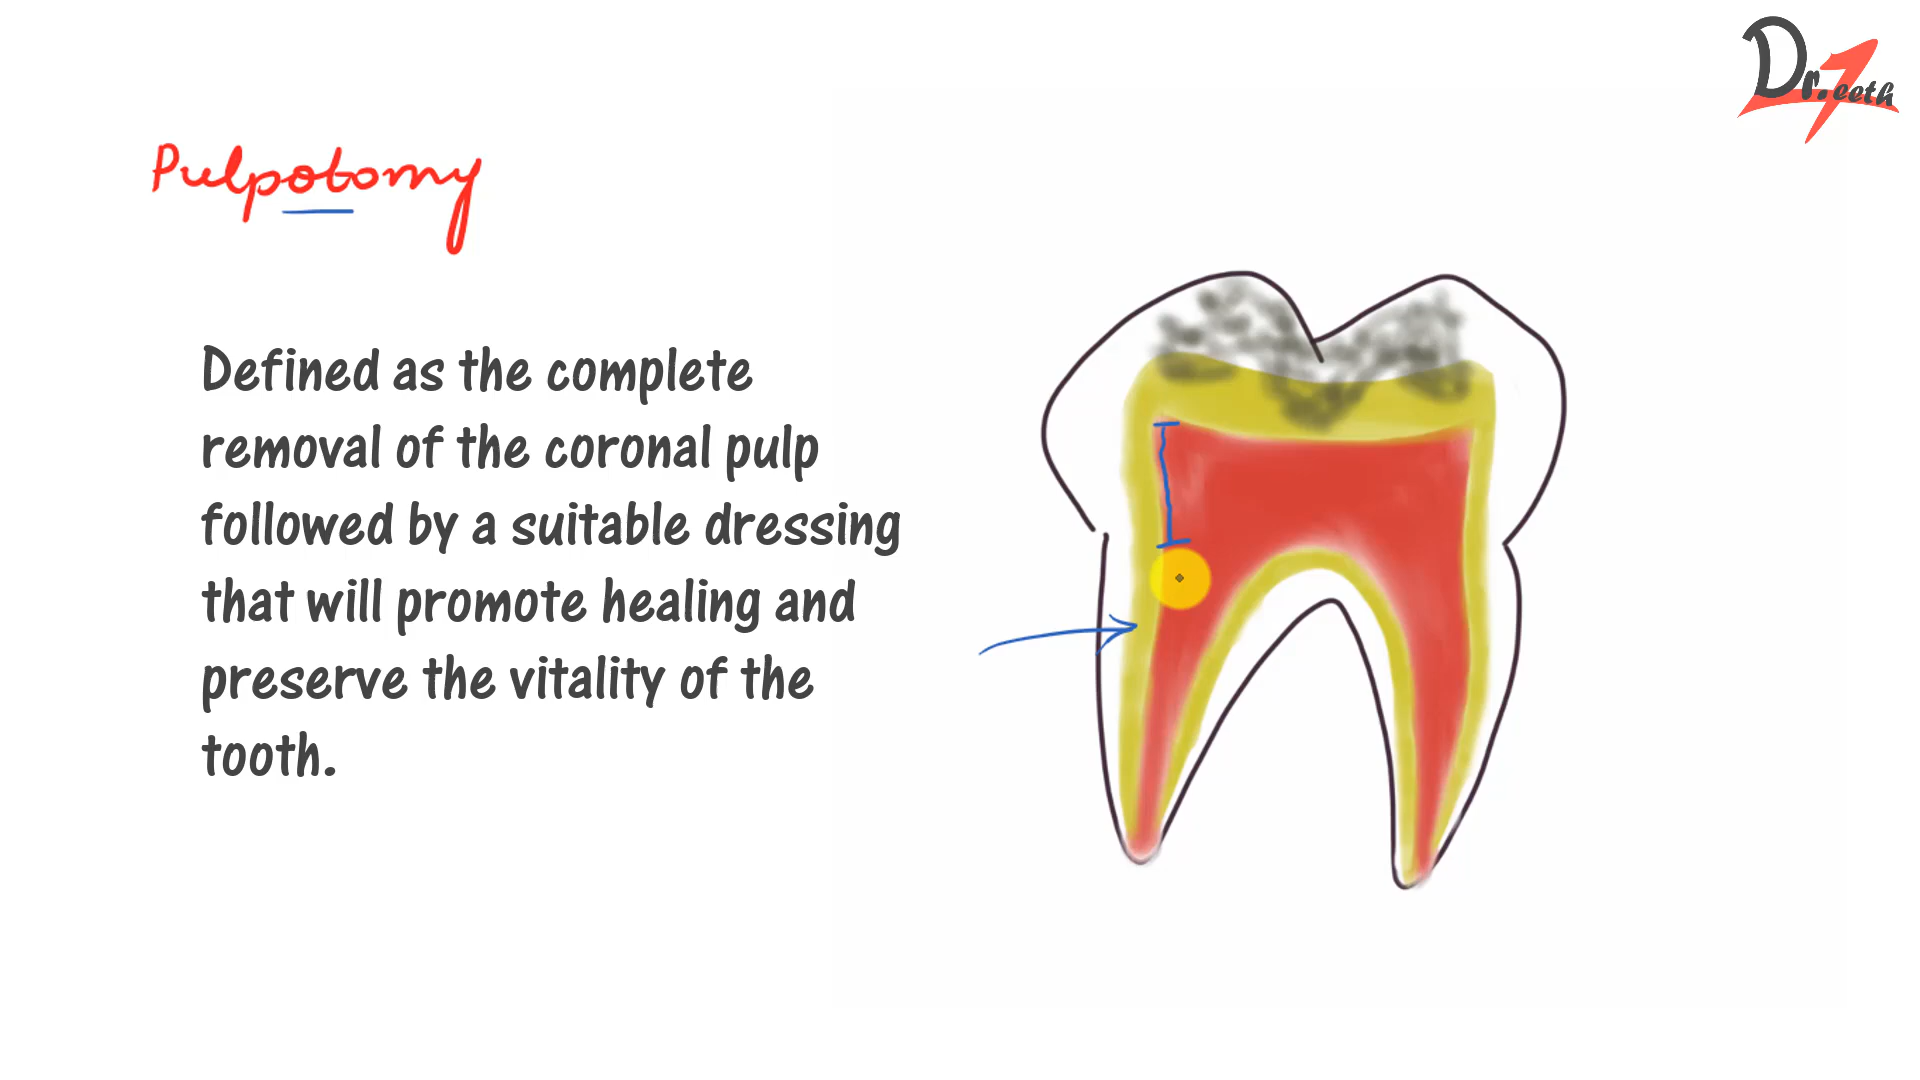 Dr. Teeth
Pulpotomy
Defined as the complete
removal of the coronal pulp
followed by a suitable dressing
that will promote healing and
preserve the vitality of the
tooth.